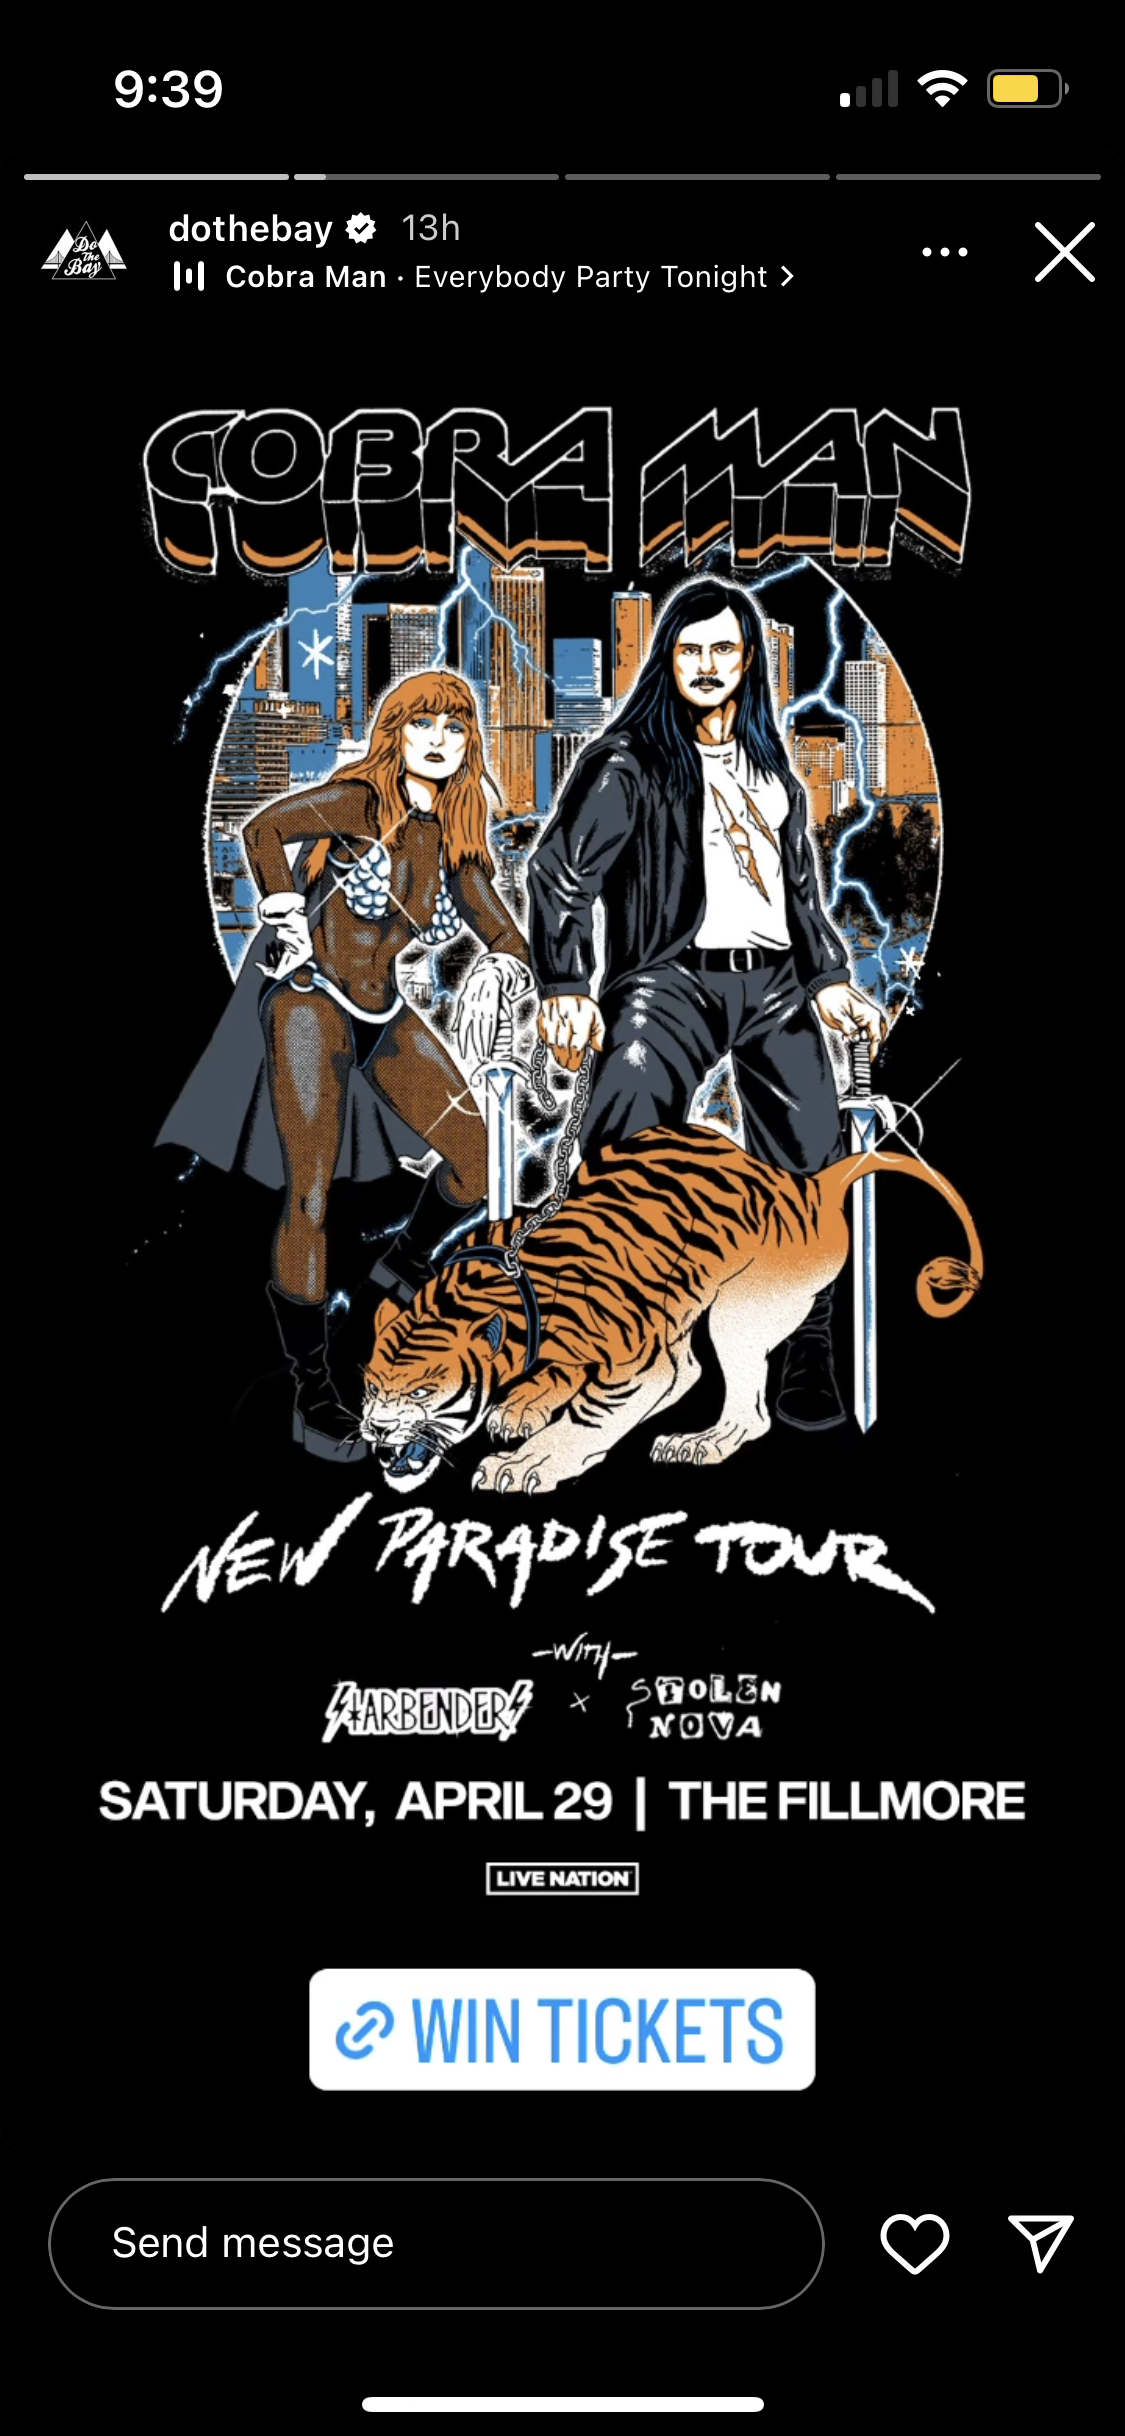 9:39
Do
The
Bay
dothebay 13h
Cobra Man · Everybody Party Tonight
COBRA MAN
NEW PARADISE TOUR
-WITH-
STARBENDERS x STOLEN NOVA
SATURDAY, APRIL 29 | THE FILLMORE
LIVE NATION
WIN TICKETS
Send message